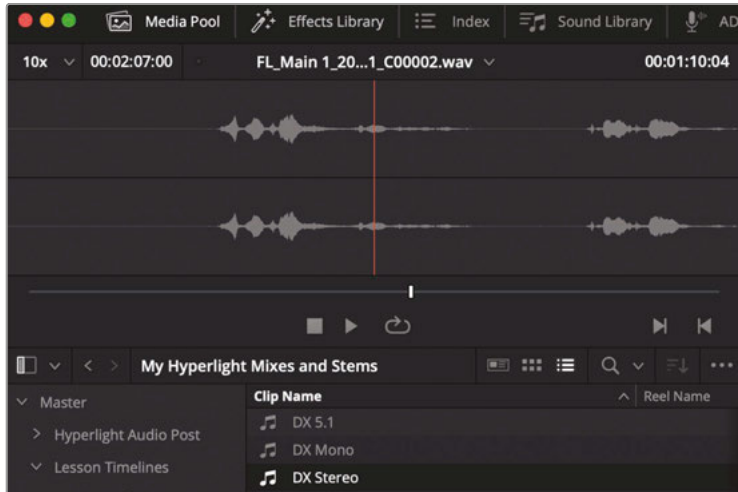 Media Pool Effects Library Index Sound Library AD
10x 00:02:07:00 FL_Main 1_20...1_C00002.wav 00:01:10:04
My Hyperlight Mixes and Stems
Master
Hyperlight Audio Post
Lesson Timelines
Clip Name Reel Name
DX 5.1
DX Mono
DX Stereo